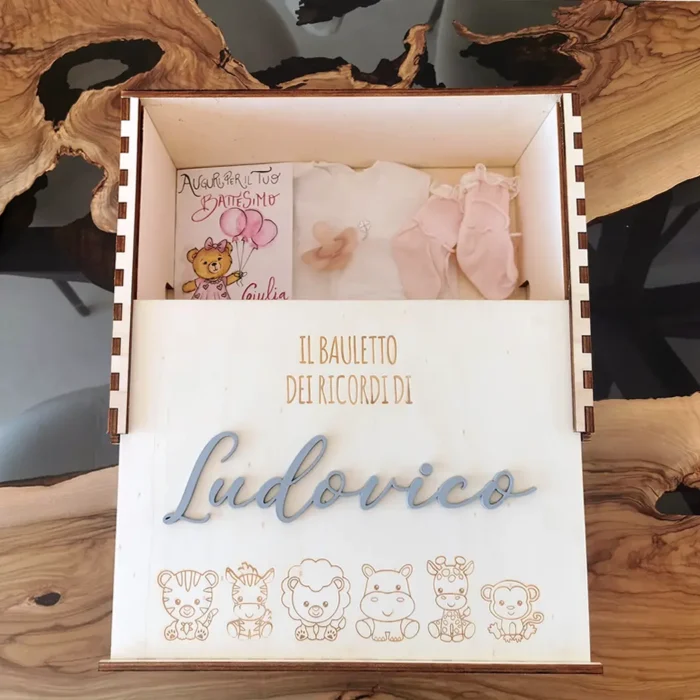 AUGURI PER IL TUO
BATTESIMO
Giulia
IL BAULETTO
DEI RICORDI DI
Ludovico